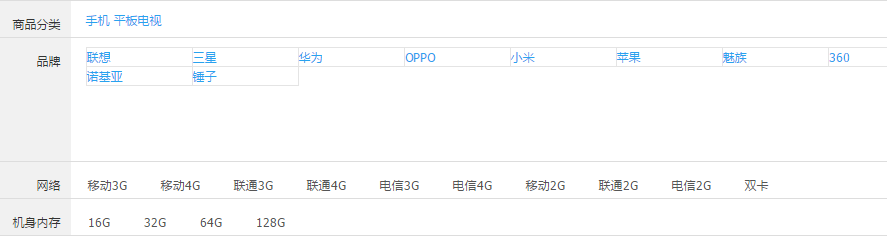 商品分类 手机 平板电视
品牌 联想 三星 华为 OPPO 小米 苹果 魅族 360
诺基亚 锤子
网络 移动3G 移动4G 联通3G 联通4G 电信3G 电信4G 移动2G 联通2G 电信2G 双卡
机身内存 16G 32G 64G 128G